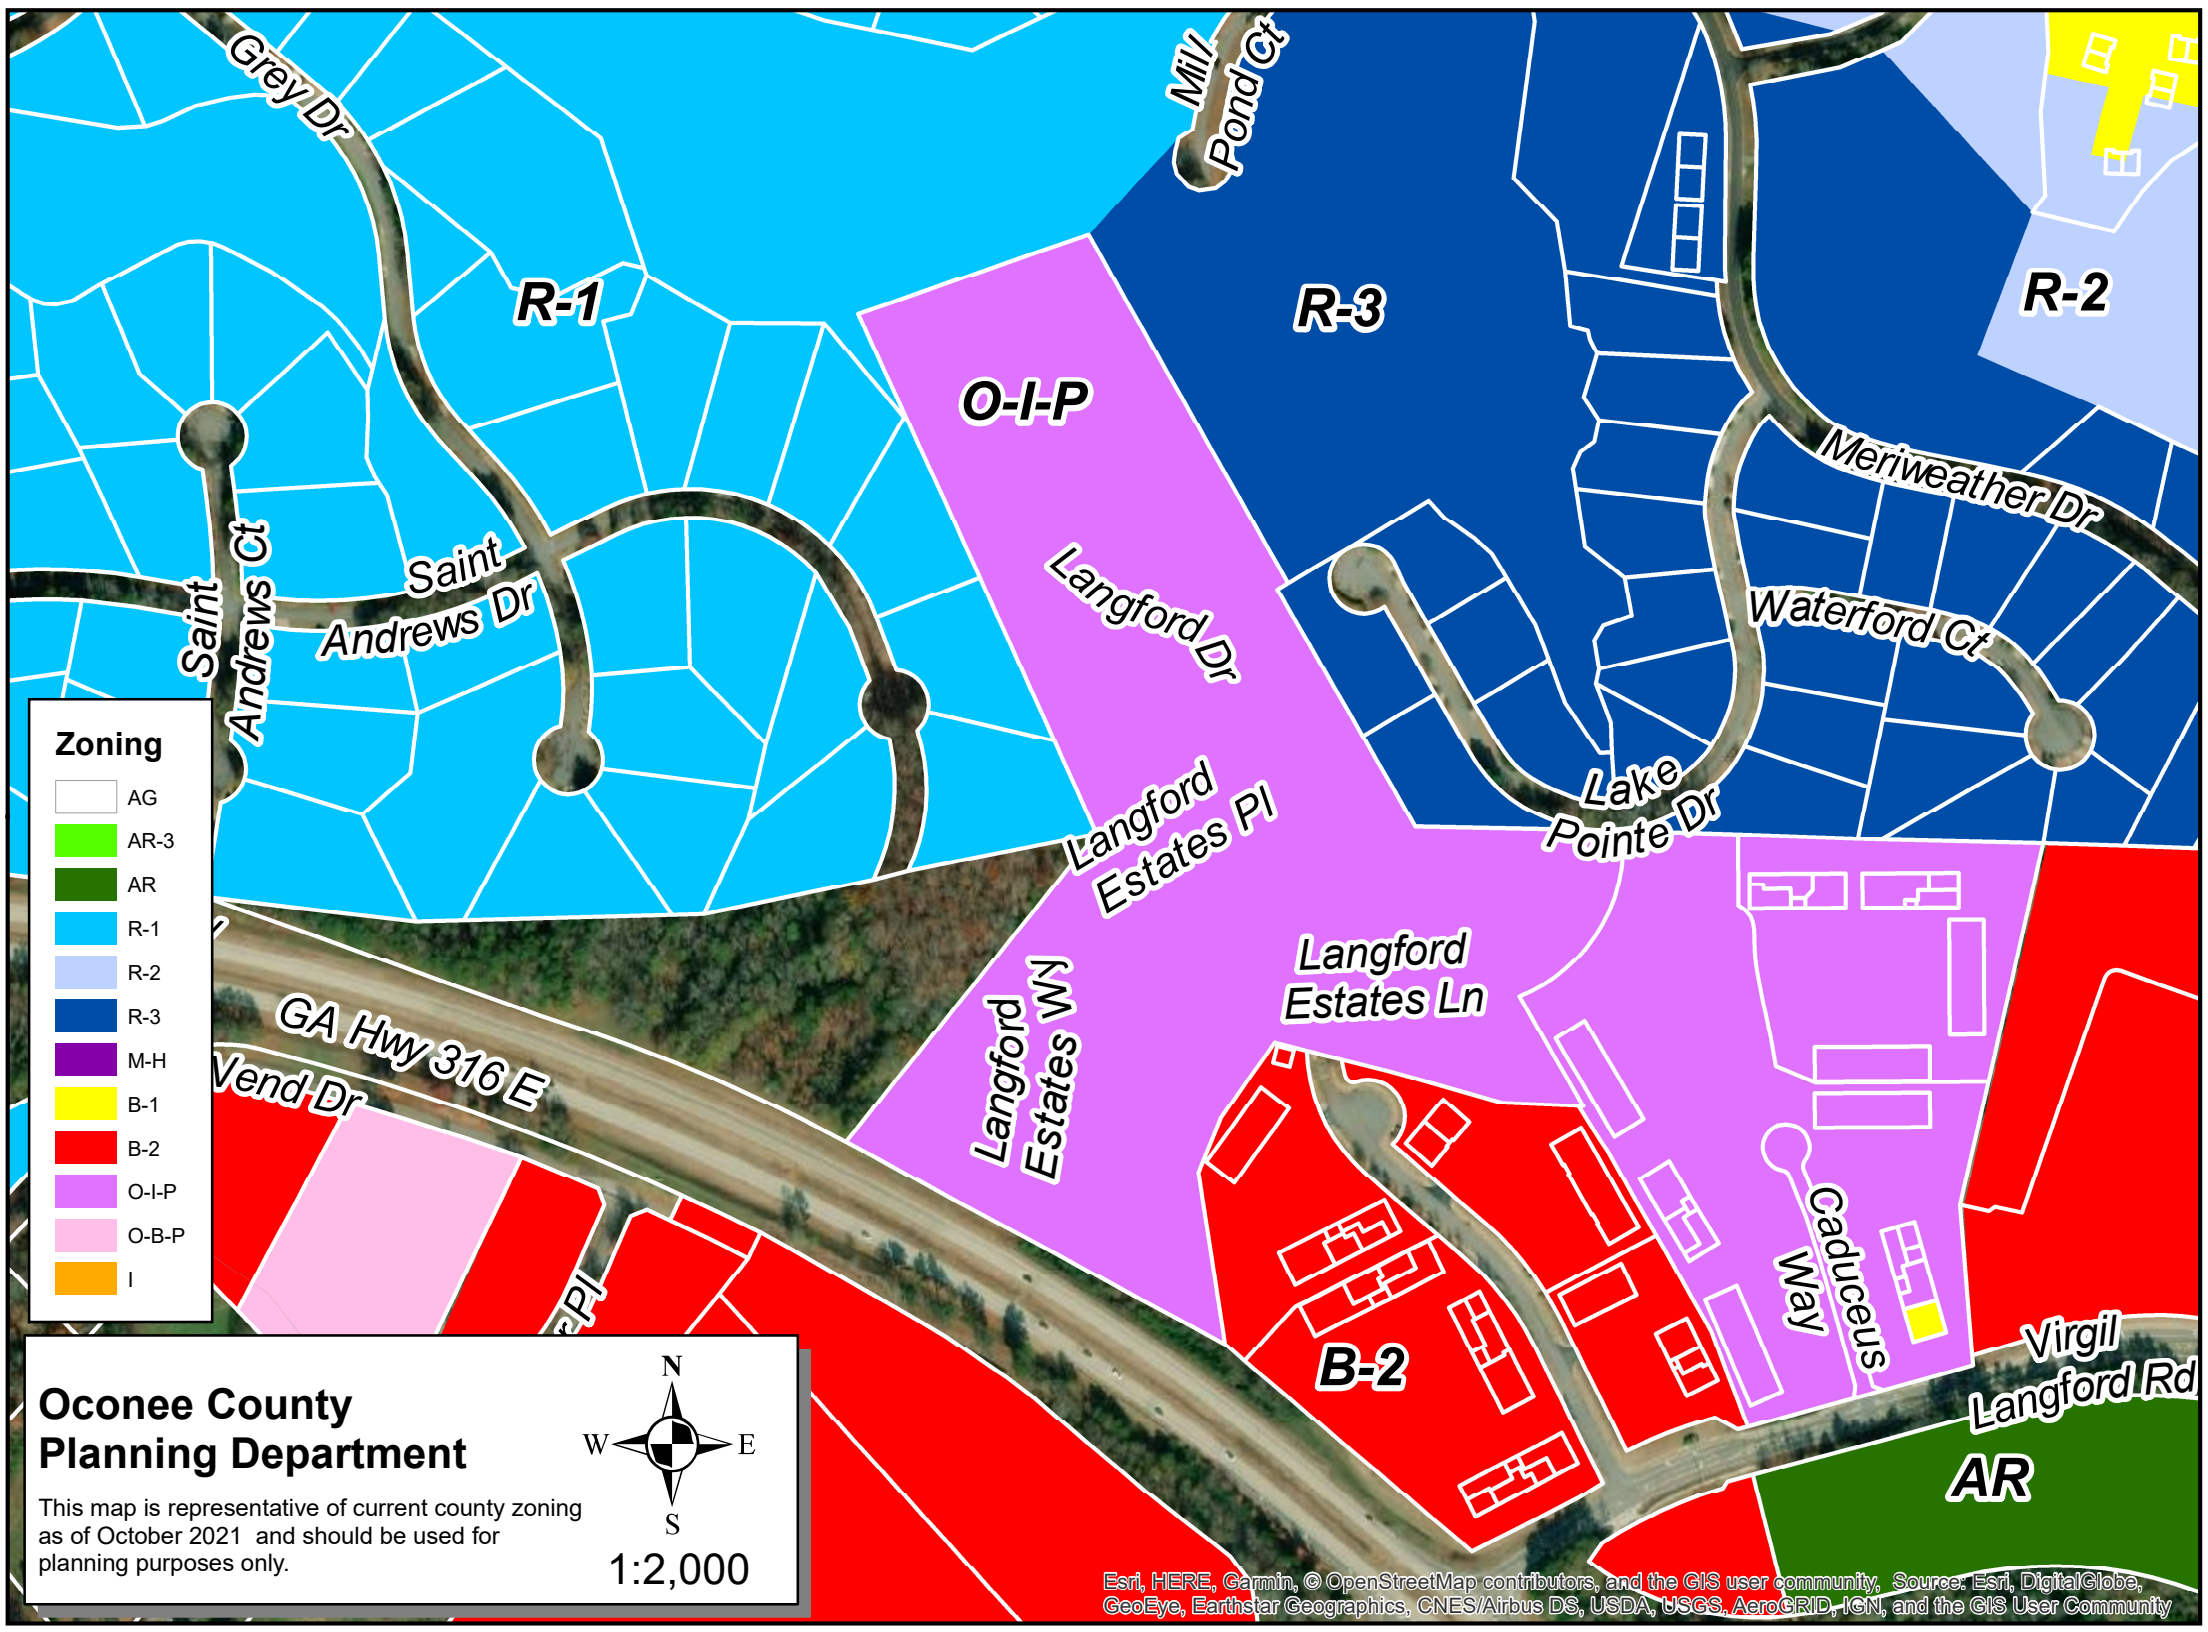 Grey Dr
Mill
Pond Ct
R-1
R-3
R-2
O-I-P
Meriweather Dr
Langford Dr
Saint
Andrews Ct
Saint
Andrews Dr
Waterford Ct
Lake
Pointe Dr
Langford
Estates Pl
Langford
Estates Ln
Langford
Estates Wy
GA Hwy 316 E
Vend Dr
r Pl
Caduceus
Way
B-2
Virgil
Langford Rd
AR
Zoning
AG
AR-3
AR
R-1
R-2
R-3
M-H
B-1
B-2
O-I-P
O-B-P
I
Oconee County
Planning Department
This map is representative of current county zoning
as of October 2021 and should be used for
planning purposes only.
N
W E
S
1:2,000
Esri, HERE, Garmin, © OpenStreetMap contributors, and the GIS user community, Source: Esri, DigitalGlobe,
GeoEye, Earthstar Geographics, CNES/Airbus DS, USDA, USGS, AeroGRID, IGN, and the GIS User Community